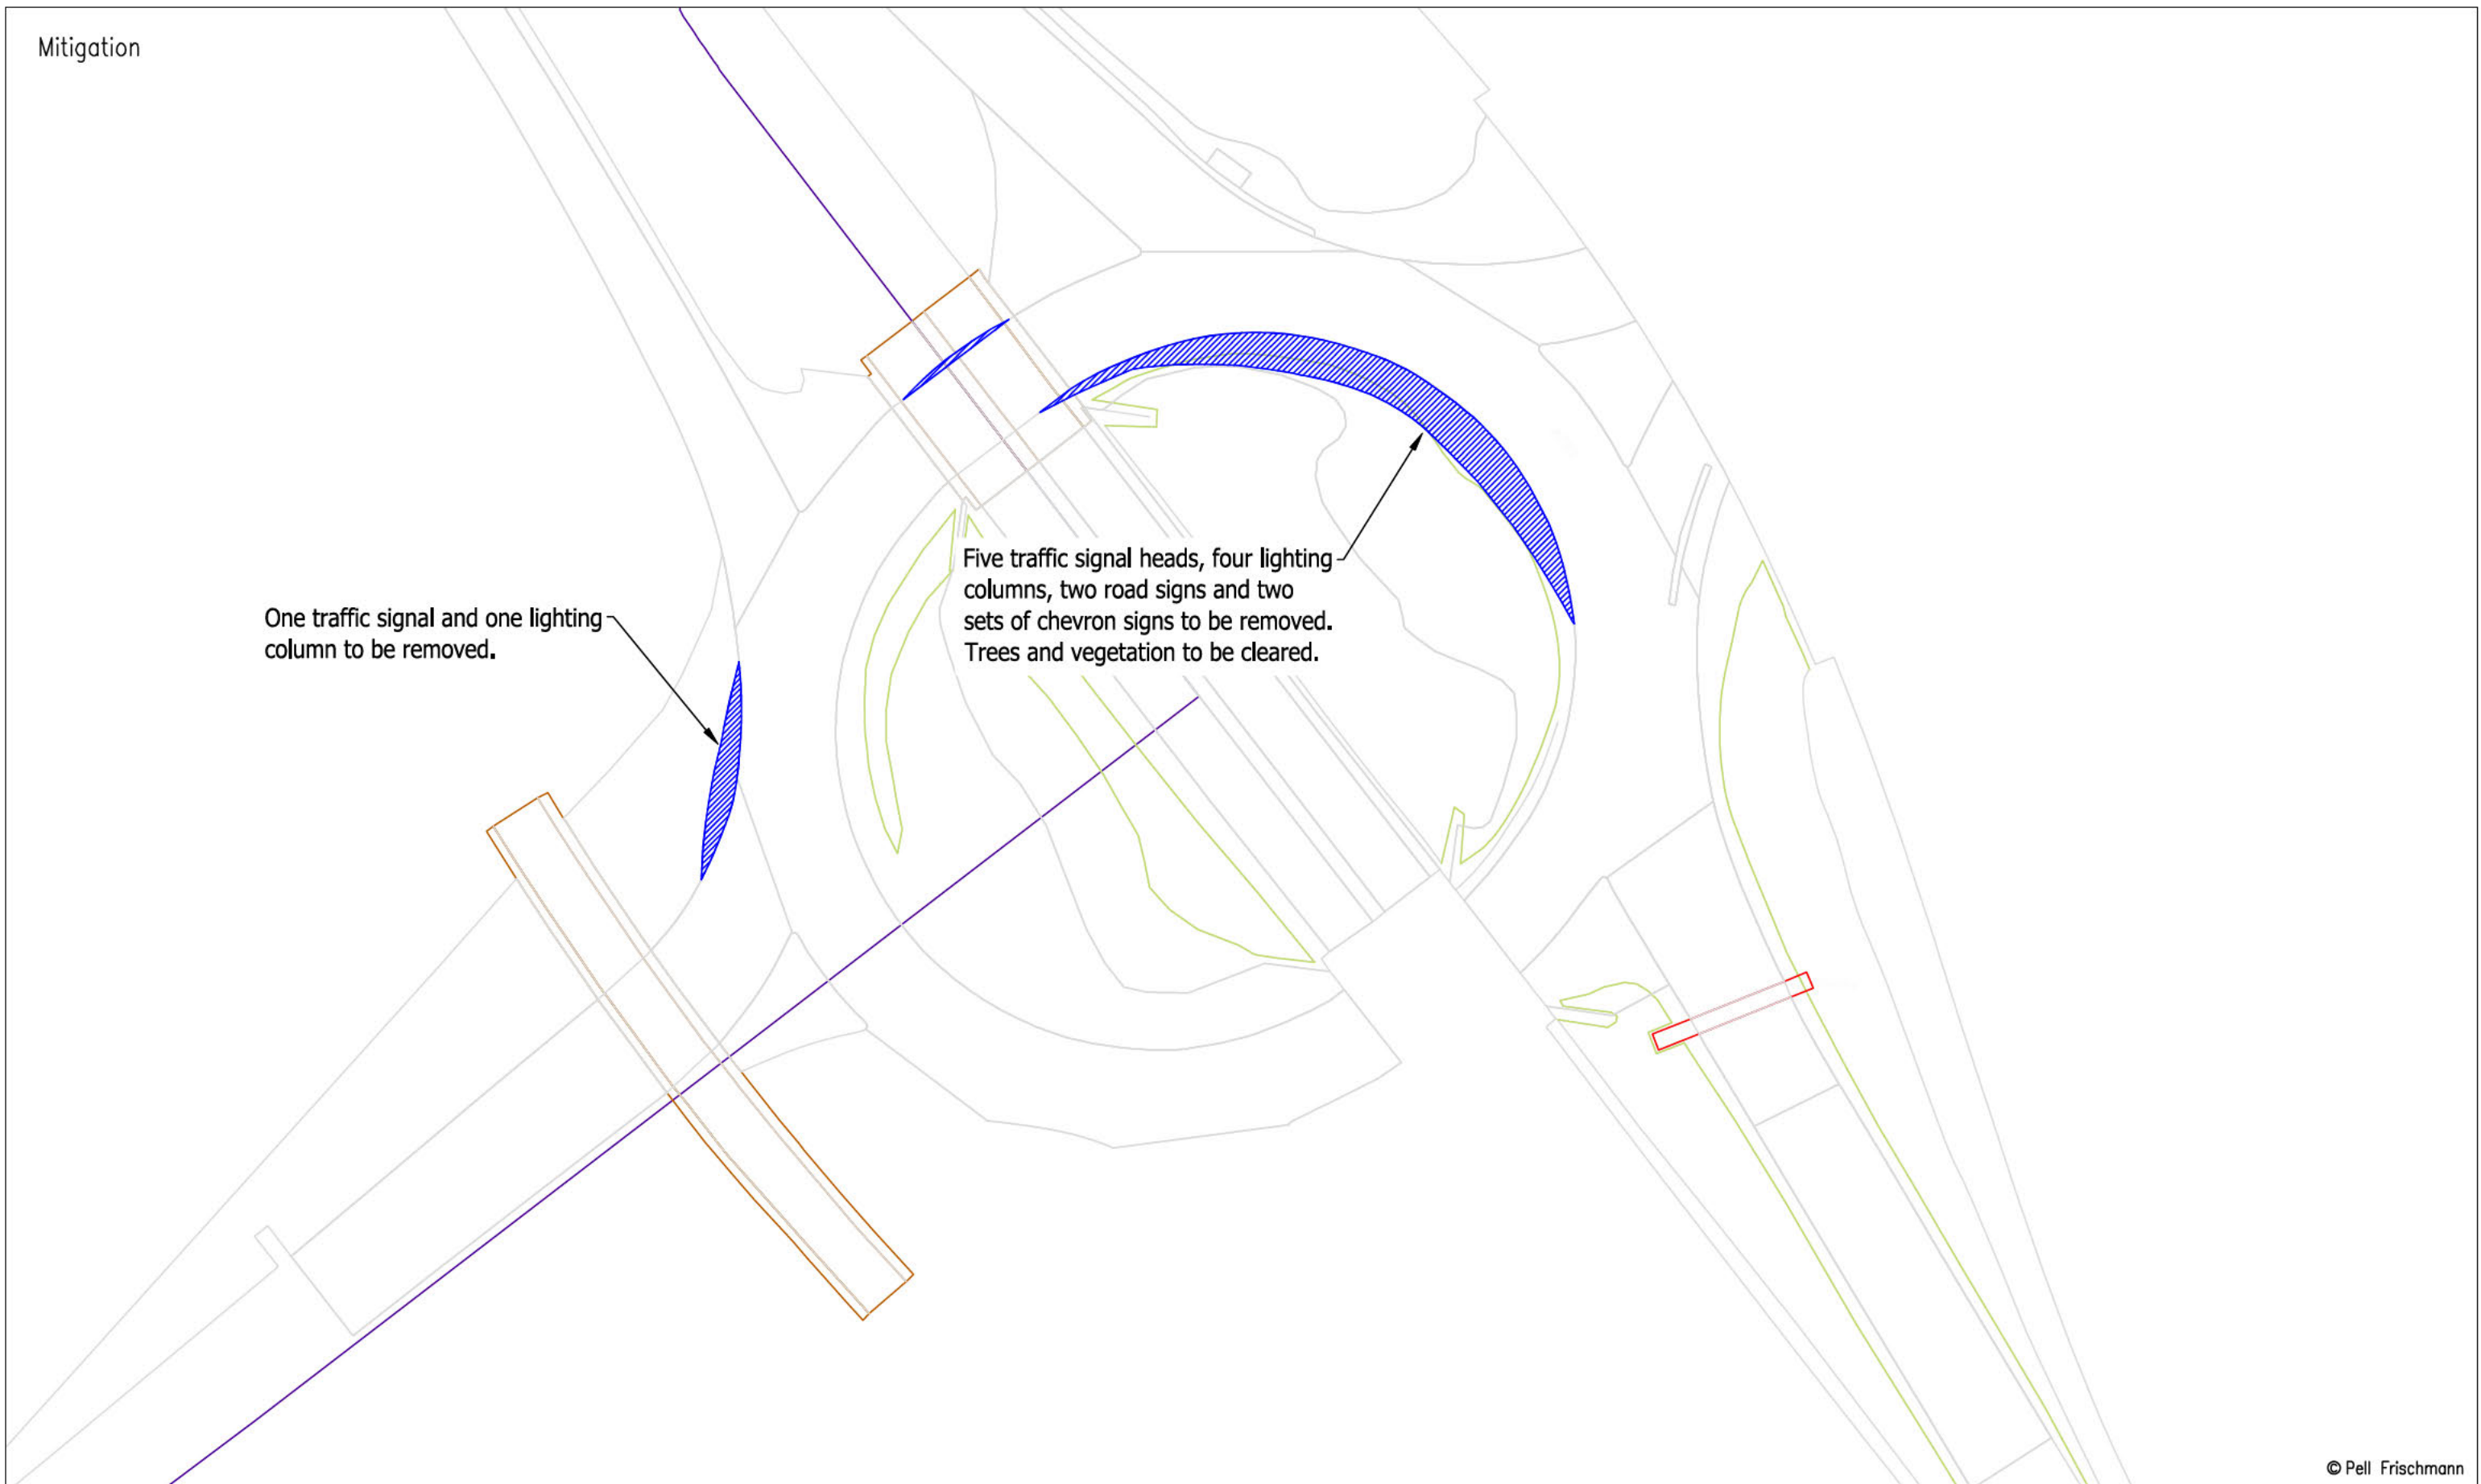 Mitigation
Five traffic signal heads, four lighting
columns, two road signs and two
sets of chevron signs to be removed.
Trees and vegetation to be cleared.
One traffic signal and one lighting
column to be removed.
© Pell Frischmann